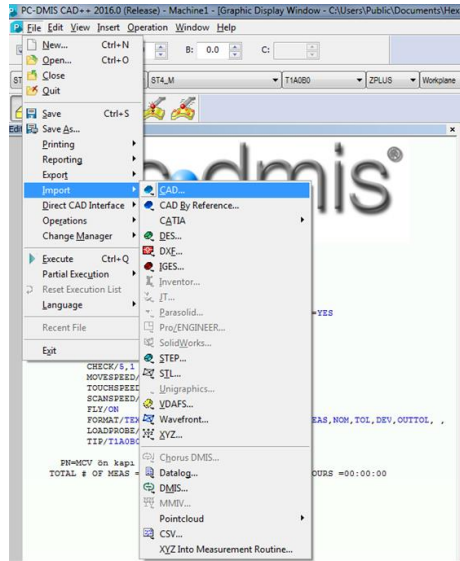 PC-DMIS CAD++ 2016.0 (Release) - Machine1 - [Graphic Display Window - C:\Users\Public\Documents\Hex
File Edit View Insert Operation Window Help
New... Ctrl+N
B: 0.0 C:
Open... Ctrl+O
Close
ST4_M T1A0B0 ZPLUS Workplane
Quit
Save Ctrl+S
Save As...
Printing
Reporting
Export
Import
Direct CAD Interface
Operations
Change Manager
Execute Ctrl+Q
Partial Execution
Reset Execution List
Language
Recent File
Exit
dmis®
CAD...
CAD By Reference...
CATIA
DES...
DXF...
IGES...
Inventor...
JT...
Parasolid...
=YES
Pro/ENGINEER...
SolidWorks...
STEP...
STL...
Unigraphics...
VDAFS...
Wavefront...
XYZ...
Chorus DMIS...
Datalog...
DMIS...
MMIV...
Pointcloud
CSV...
XYZ Into Measurement Routine...
CHECK/5,1
MOVESPEED/
TOUCHSPEED
SCANSPEED/
FLY/ON
FORMAT/TEX
EAS,NOM,TOL,DEV,OUTTOL, ,
LOADPROBE/
TIP/T1A0B0
PN=MCV ön kapı
TOTAL # OF MEAS =
OURS =00:00:00